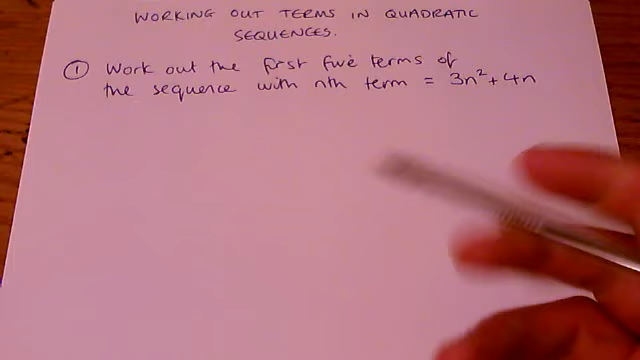 WORKING OUT TERMS IN QUADRATIC
SEQUENCES.
① Work out the first five terms of
the sequence with nth term = 3n²+4n